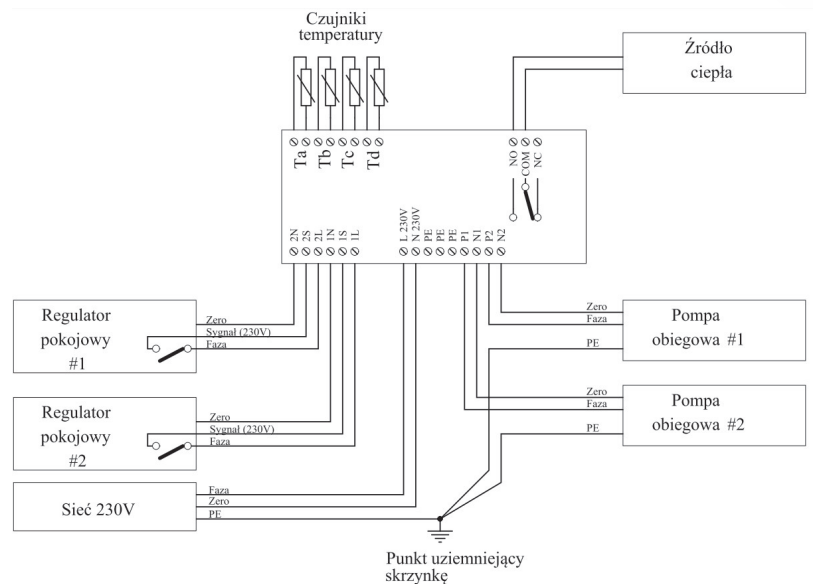 Czujniki
temperatury
Źródło
ciepła
Ta
Tb
Tc
Td
NO
COM
NC
2N
2S
2L
1N
1S
1L
L 230V
N 230V
PE
PE
PE
P1
N1
P2
N2
Regulator
pokojowy
#1
Zero
Sygnał (230V)
Faza
Zero
Faza
PE
Pompa
obiegowa #1
Regulator
pokojowy
#2
Zero
Sygnał (230V)
Faza
Zero
Faza
PE
Pompa
obiegowa #2
Sieć 230V
Faza
Zero
PE
Punkt uziemniejący
skrzynkę